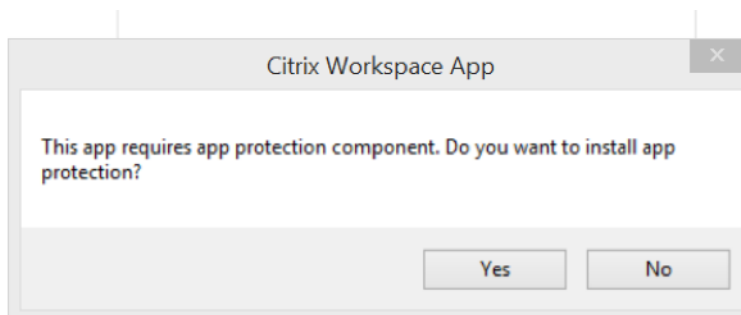 Citrix Workspace App
This app requires app protection component. Do you want to install app
protection?
Yes
No